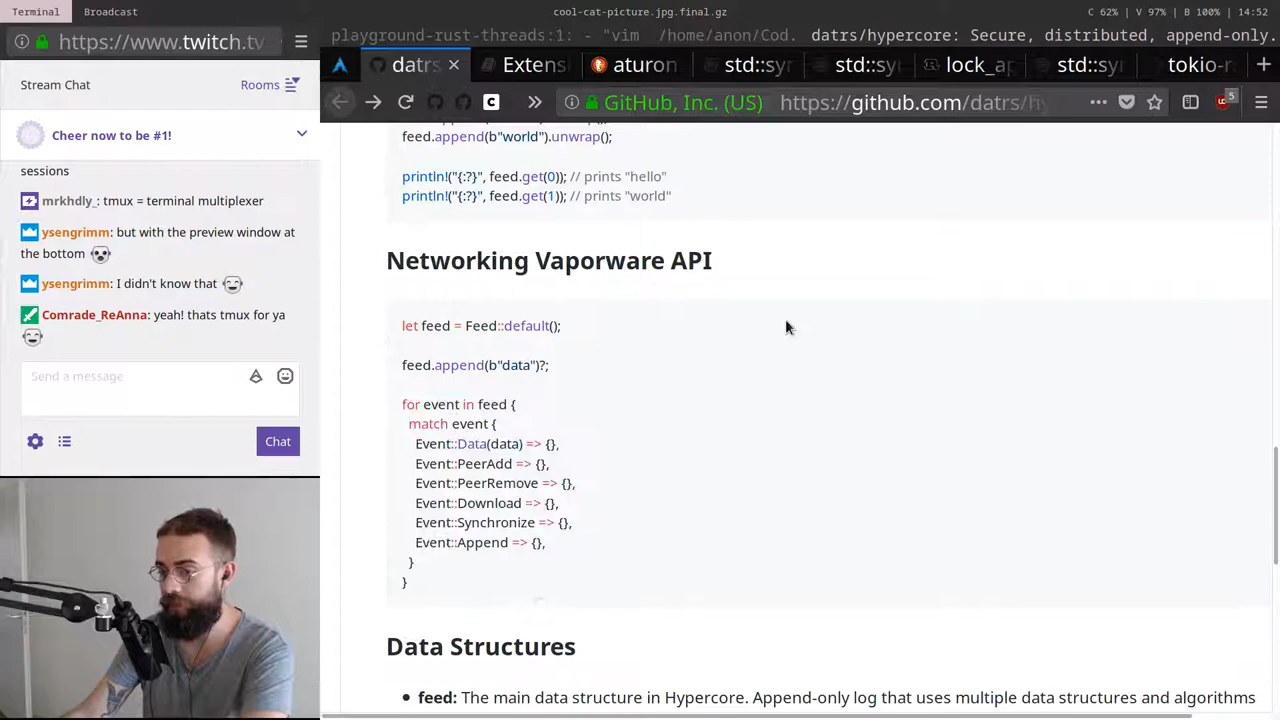 Terminal
Broadcast
cool-cat-picture.jpg.final.gz
C 62% | V 97% | B 100% | 14:52
https://www.twitch.tv
playground-rust-threads:1: - "vim /home/anon/Cod.
datrs/hypercore: Secure, distributed, append-only.
datrs
Extens
aturon
std::syn
std::syn
lock_ap
std::syn
tokio-r
GitHub, Inc. (US)
https://github.com/datrs/hy
5
Stream Chat
Rooms
Cheer now to be #1!
sessions
mrkhdly_: tmux = terminal multiplexer
ysengrimm: but with the preview window at
the bottom
ysengrimm: I didn't know that
Comrade_ReAnna: yeah! thats tmux for ya
Send a message
Chat
feed.append(b"world").unwrap();
println!("{:?}", feed.get(0)); // prints "hello"
println!("{:?}", feed.get(1)); // prints "world"
Networking Vaporware API
let feed = Feed::default();
feed.append(b"data")?;
for event in feed {
match event {
Event::Data(data) => {},
Event::PeerAdd => {},
Event::PeerRemove => {},
Event::Download => {},
Event::Synchronize => {},
Event::Append => {},
}
}
Data Structures
• feed: The main data structure in Hypercore. Append-only log that uses multiple data structures and algorithms